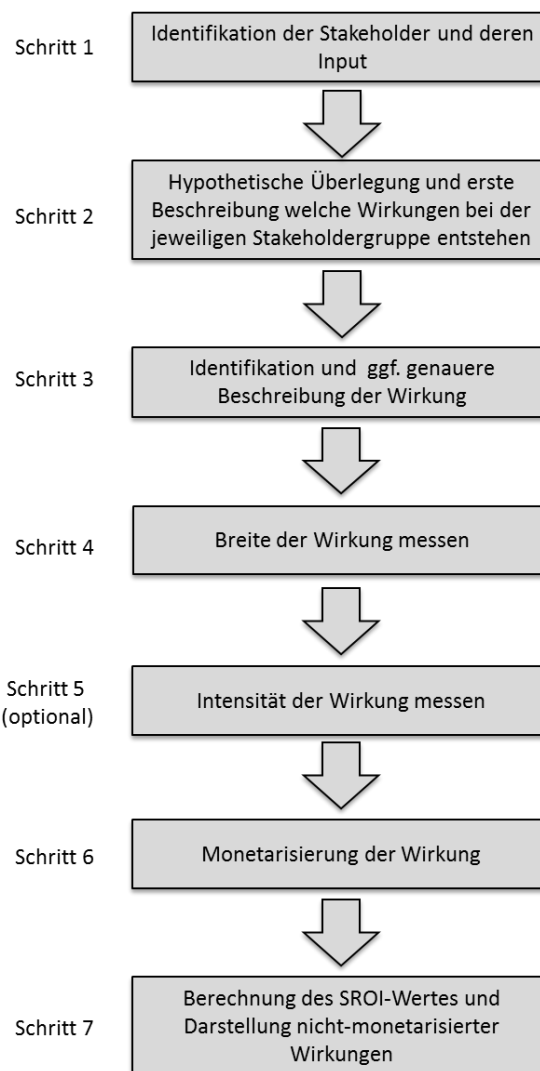 Schritt 1
Identifikation der Stakeholder und deren
Input
Schritt 2
Hypothetische Überlegung und erste
Beschreibung welche Wirkungen bei der
jeweiligen Stakeholdergruppe entstehen
Schritt 3
Identifikation und ggf. genauere
Beschreibung der Wirkung
Schritt 4
Breite der Wirkung messen
Schritt 5
(optional)
Intensität der Wirkung messen
Schritt 6
Monetarisierung der Wirkung
Schritt 7
Berechnung des SROI-Wertes und
Darstellung nicht-monetarisierter
Wirkungen